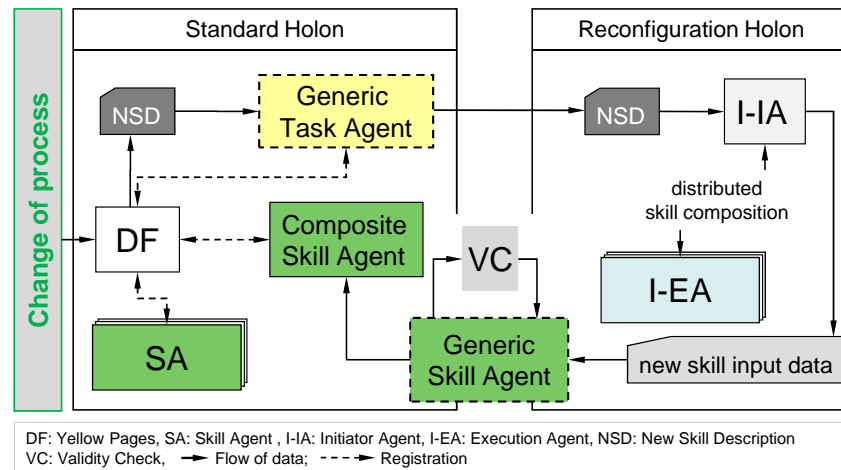 Change of process
Standard Holon
Reconfiguration Holon
NSD
Generic
Task Agent
NSD
I-IA
distributed
skill composition
DF
Composite
Skill Agent
VC
I-EA
SA
Generic
Skill Agent
new skill input data
DF: Yellow Pages, SA: Skill Agent , I-IA: Initiator Agent, I-EA: Execution Agent, NSD: New Skill Description
VC: Validity Check, Flow of data; Registration